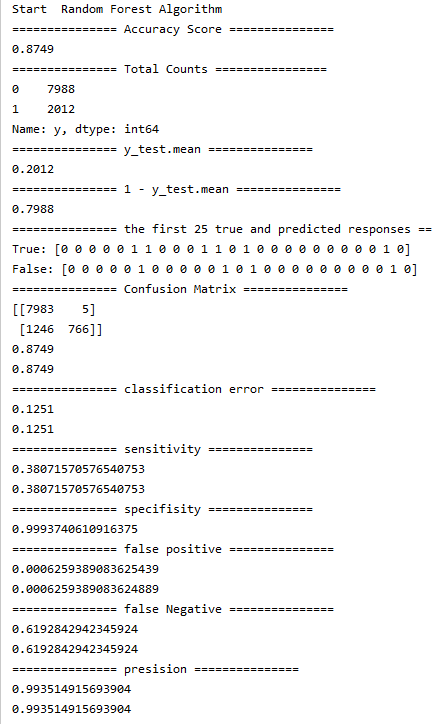 Start  Random Forest Algorithm
=============== Accuracy Score ================
0.8749
=============== Total Counts ================
0    7988
1    2012
Name: y, dtype: int64
=============== y_test.mean ===============
0.2012
=============== 1 - y_test.mean ===============
0.7988
=============== the first 25 true and predicted responses ==
True: [0 0 0 0 0 1 1 0 0 0 1 1 0 1 0 0 0 0 0 0 0 0 0 1 0]
False: [0 0 0 0 0 1 0 0 0 0 0 1 0 1 0 0 0 0 0 0 0 0 0 1 0]
=============== Confusion Matrix ===============
[[7983    5]
 [1246  766]]
0.8749
0.8749
=============== classification error ===============
0.1251
0.1251
=============== sensitivity ===============
0.38071570576540753
0.38071570576540753
=============== specifisity ===============
0.9993740610916375
=============== false positive ===============
0.0006259389083625439
0.0006259389083624889
=============== false Negative ===============
0.6192842942345924
0.6192842942345924
=============== presision ===============
0.993514915693904
0.993514915693904